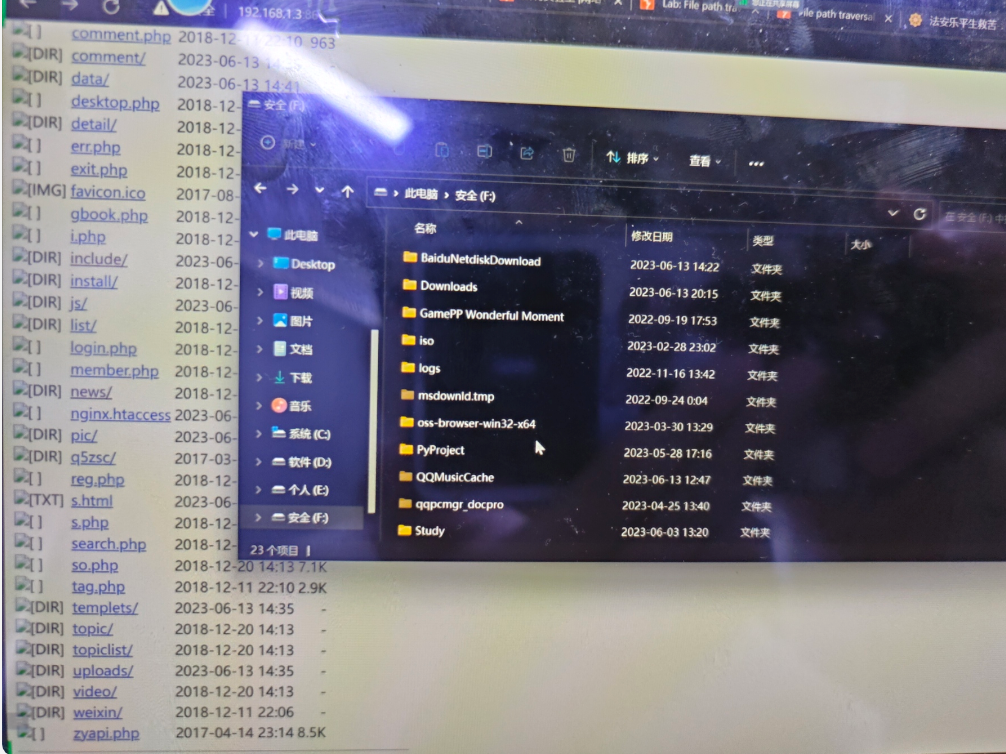 全 | 192.168.1.3
Lab: File path tra
File path traversal
法安乐平生救苦
[ ] comment.php 2018-12-11 22:10 963
[DIR] comment/ 2023-06-13
[DIR] data/ 2023-06-13 14:41
[ ] desktop.php 2018-12-
[DIR] detail/ 2018-12-
[ ] err.php 2018-12-
[ ] exit.php 2018-12-
[IMG] favicon.ico 2017-08-
[ ] gbook.php 2018-12-
[ ] i.php 2018-12-
[DIR] include/ 2023-06-
[DIR] install/ 2018-12-
[DIR] js/ 2023-06-
[DIR] list/ 2018-12-
[ ] login.php 2018-12-
[ ] member.php 2018-12-
[DIR] news/ 2023-06-
[ ] nginx.htaccess 2023-06-
[DIR] pic/ 2023-06-
[DIR] q5zsc/ 2017-03-
[ ] reg.php 2018-12-
[TXT] s.html 2023-06-
[ ] s.php 2018-12-
[ ] search.php 2018-12-
[ ] so.php 2018-12-20 14:13 7.1K
[ ] tag.php 2018-12-11 22:10 2.9K
[DIR] templets/ 2023-06-13 14:35 -
[DIR] topic/ 2018-12-20 14:13 -
[DIR] topiclist/ 2018-12-20 14:13 -
[DIR] uploads/ 2023-06-13 14:35 -
[DIR] video/ 2018-12-20 14:13 -
[DIR] weixin/ 2018-12-11 22:06 -
[ ] zyapi.php 2017-04-14 23:14 8.5K
安全 (F:)
新建 排序 查看 ...
此电脑 › 安全 (F:)
在 安全 (F:) 中
此电脑
Desktop
视频
图片
文档
下载
音乐
系统 (C:)
软件 (D:)
个人 (E:)
安全 (F:)
名称 修改日期 类型 大小
BaiduNetdiskDownload 2023-06-13 14:22 文件夹
Downloads 2023-06-13 20:15 文件夹
GamePP Wonderful Moment 2022-09-19 17:53 文件夹
iso 2023-02-28 23:02 文件夹
logs 2022-11-16 13:42 文件夹
msdownld.tmp 2022-09-24 0:04 文件夹
oss-browser-win32-x64 2023-03-30 13:29 文件夹
PyProject 2023-05-28 17:16 文件夹
QQMusicCache 2023-06-13 12:47 文件夹
qqpcmgr_docpro 2023-04-25 13:40 文件夹
Study 2023-06-03 13:20 文件夹
23 个项目